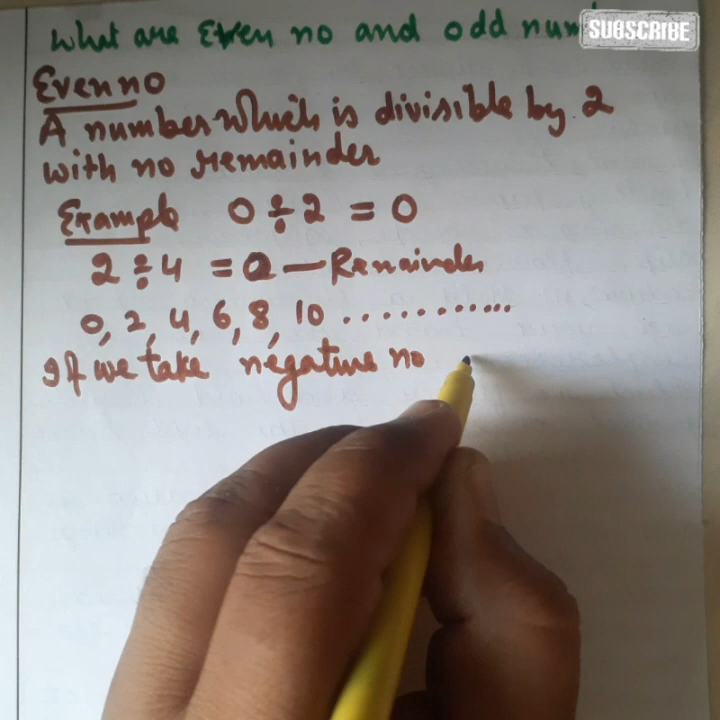 What are Even no and odd num
SUBSCRIBE
Even no
A number which is divisible by 2
with no remainder
Example 0 ÷ 2 = 0
2 ÷ 4 = 0 — Remainder
0, 2, 4, 6, 8, 10 ...........
If we take negative no